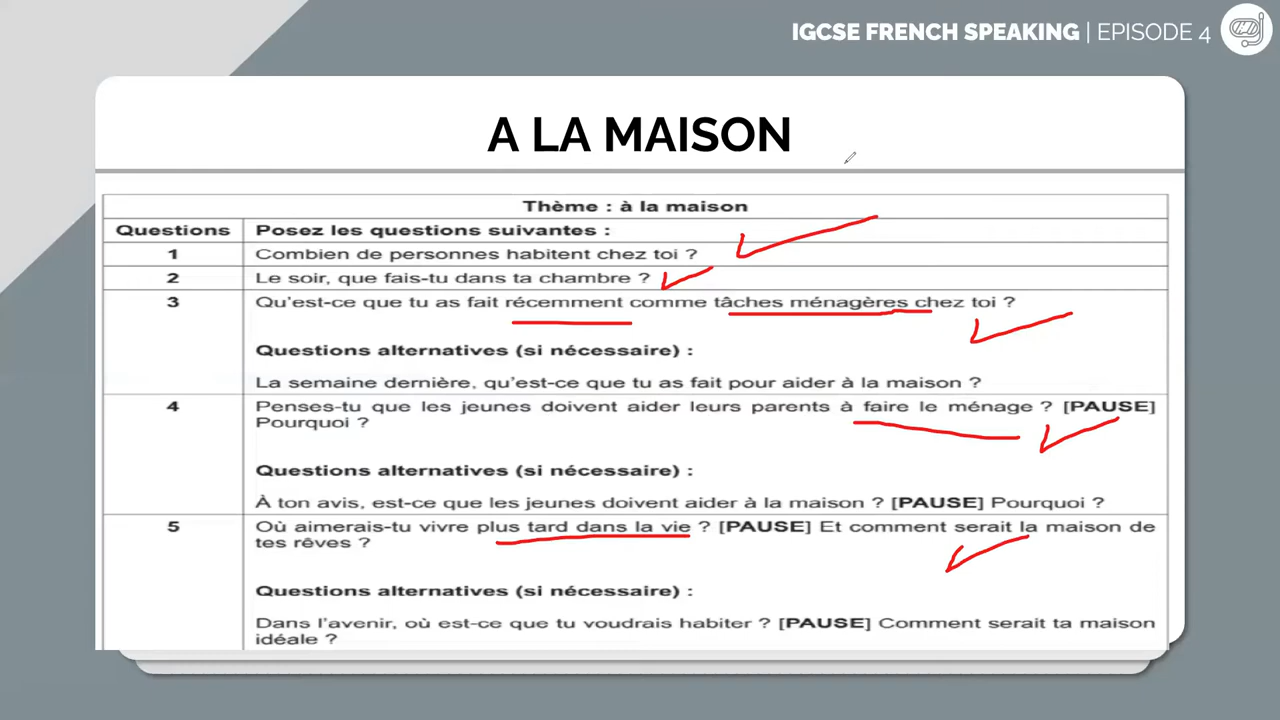 IGCSE FRENCH SPEAKING | EPISODE 4
A LA MAISON
Thème : à la maison
Questions Posez les questions suivantes :
1 Combien de personnes habitent chez toi ?
2 Le soir, que fais-tu dans ta chambre ?
3 Qu'est-ce que tu as fait récemment comme tâches ménagères chez toi ?
Questions alternatives (si nécessaire) :
La semaine dernière, qu'est-ce que tu as fait pour aider à la maison ?
4 Penses-tu que les jeunes doivent aider leurs parents à faire le ménage ? [PAUSE]
Pourquoi ?
Questions alternatives (si nécessaire) :
À ton avis, est-ce que les jeunes doivent aider à la maison ? [PAUSE] Pourquoi ?
5 Où aimerais-tu vivre plus tard dans la vie ? [PAUSE] Et comment serait la maison de
tes rêves ?
Questions alternatives (si nécessaire) :
Dans l'avenir, où est-ce que tu voudrais habiter ? [PAUSE] Comment serait ta maison
idéale ?